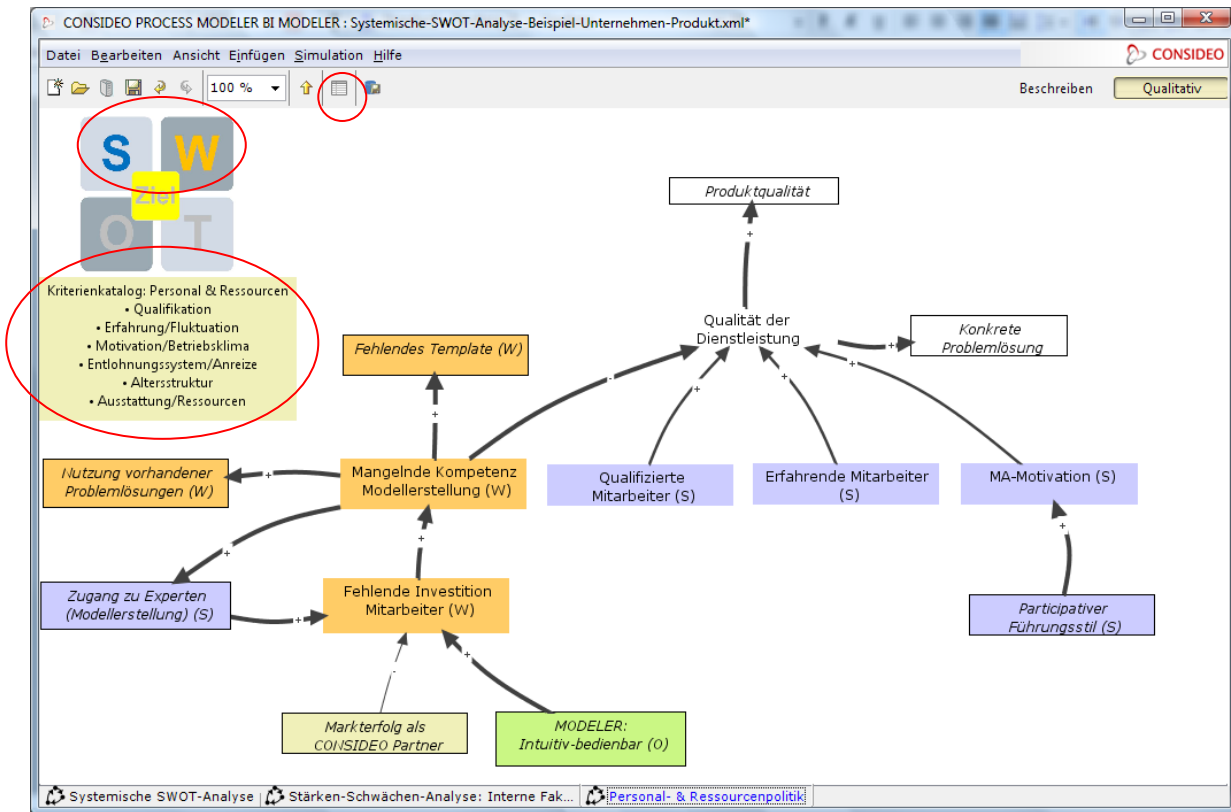 CONSIDEO PROCESS MODELER BI MODELER : Systemische-SWOT-Analyse-Beispiel-Unternehmen-Produkt.xml*
Datei Bearbeiten Ansicht Einfügen Simulation Hilfe
CONSIDEO
100 %
Beschreiben
Qualitativ
S W
Ziel
O T
Kriterienkatalog: Personal & Ressourcen
• Qualifikation
• Erfahrung/Fluktuation
• Motivation/Betriebsklima
• Entlohnungssystem/Anreize
• Altersstruktur
• Ausstattung/Ressourcen
Produktqualität
+
Qualität der
Dienstleistung
+
Konkrete
Problemlösung
Fehlendes Template (W)
+
-
+
+
+
Nutzung vorhandener
Problemlösungen (W)
+
Mangelnde Kompetenz
Modellerstellung (W)
Qualifizierte
Mitarbeiter (S)
Erfahrende Mitarbeiter
(S)
MA-Motivation (S)
+
+
+
Zugang zu Experten
(Modellerstellung) (S)
+
Fehlende Investition
Mitarbeiter (W)
Participativer
Führungsstil (S)
-
+
Markterfolg als
CONSIDEO Partner
MODELER:
Intuitiv-bedienbar (O)
Systemische SWOT-Analyse
Stärken-Schwächen-Analyse: Interne Fak...
Personal- & Ressourcenpolitik